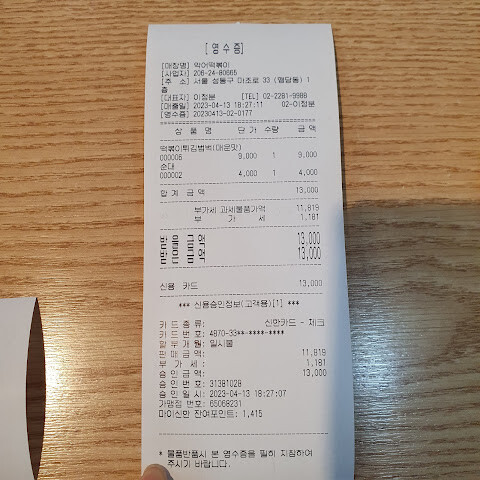 [ 영수증]
[매장명] 악어떡볶이
[사업자] 206-24-80665
[주 소] 서울 성동구 마조로 33 (행당동) 1
층
[대표자] 이정분 [TEL] 02-2281-9988
[매출일] 2023-04-13 18:27:11 02-이정분
[영수증] 20230413-02-0177
상 품 명 단 가 수량 금 액
떡볶이튀김범벅(매운맛)
000006 9,000 1 9,000
순대
000002 4,000 1 4,000
합 계 금 액 13,000
부가세 과세물품가액 11,819
부 가 세 1,181
받 을 금 액 13,000
받 은 금 액 13,000
신용 카드 13,000
*** 신용승인정보(고객용)[1] ***
카 드 종 류: 신한카드 - 체크
카 드 번 호: 4870-33**-****-****
할 부 개 월: 일시불
판 매 금 액: 11,819
부 가 세 : 1,181
승 인 금 액: 13,000
승 인 번 호: 31381028
승 인 일 시: 2023-04-13 18:27:07
가맹점 번호: 65068231
마이신한 잔여포인트: 1,415
* 물품반품시 본 영수증을 필히 지참하여
주시기 바랍니다.